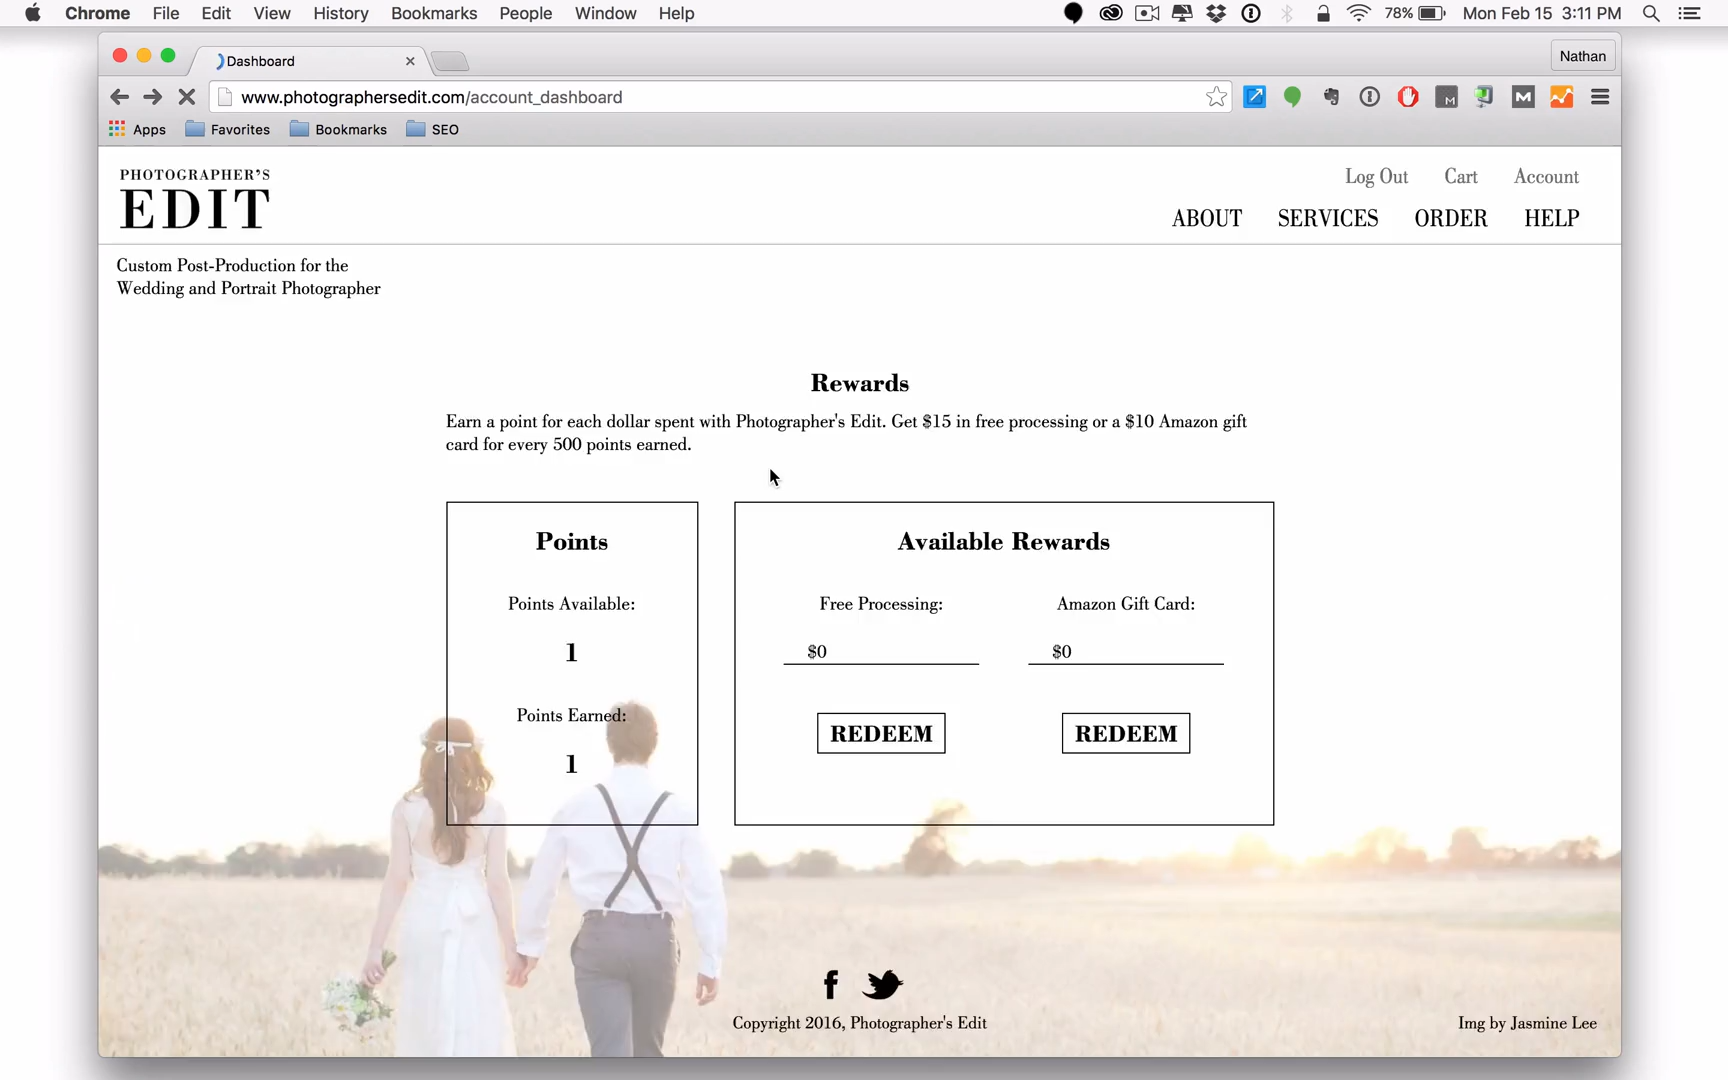 Chrome File Edit View History Bookmarks People Window Help 78% Mon Feb 15 3:11 PM
Dashboard
Nathan
www.photographersedit.com/account_dashboard
Apps Favorites Bookmarks SEO
PHOTOGRAPHER'S
EDIT
Log Out Cart Account
ABOUT SERVICES ORDER HELP
Custom Post-Production for the
Wedding and Portrait Photographer
Rewards
Earn a point for each dollar spent with Photographer's Edit. Get $15 in free processing or a $10 Amazon gift
card for every 500 points earned.
Points
Points Available:
1
Points Earned:
1
Available Rewards
Free Processing: Amazon Gift Card:
$0 $0
REDEEM REDEEM
Copyright 2016, Photographer's Edit
Img by Jasmine Lee